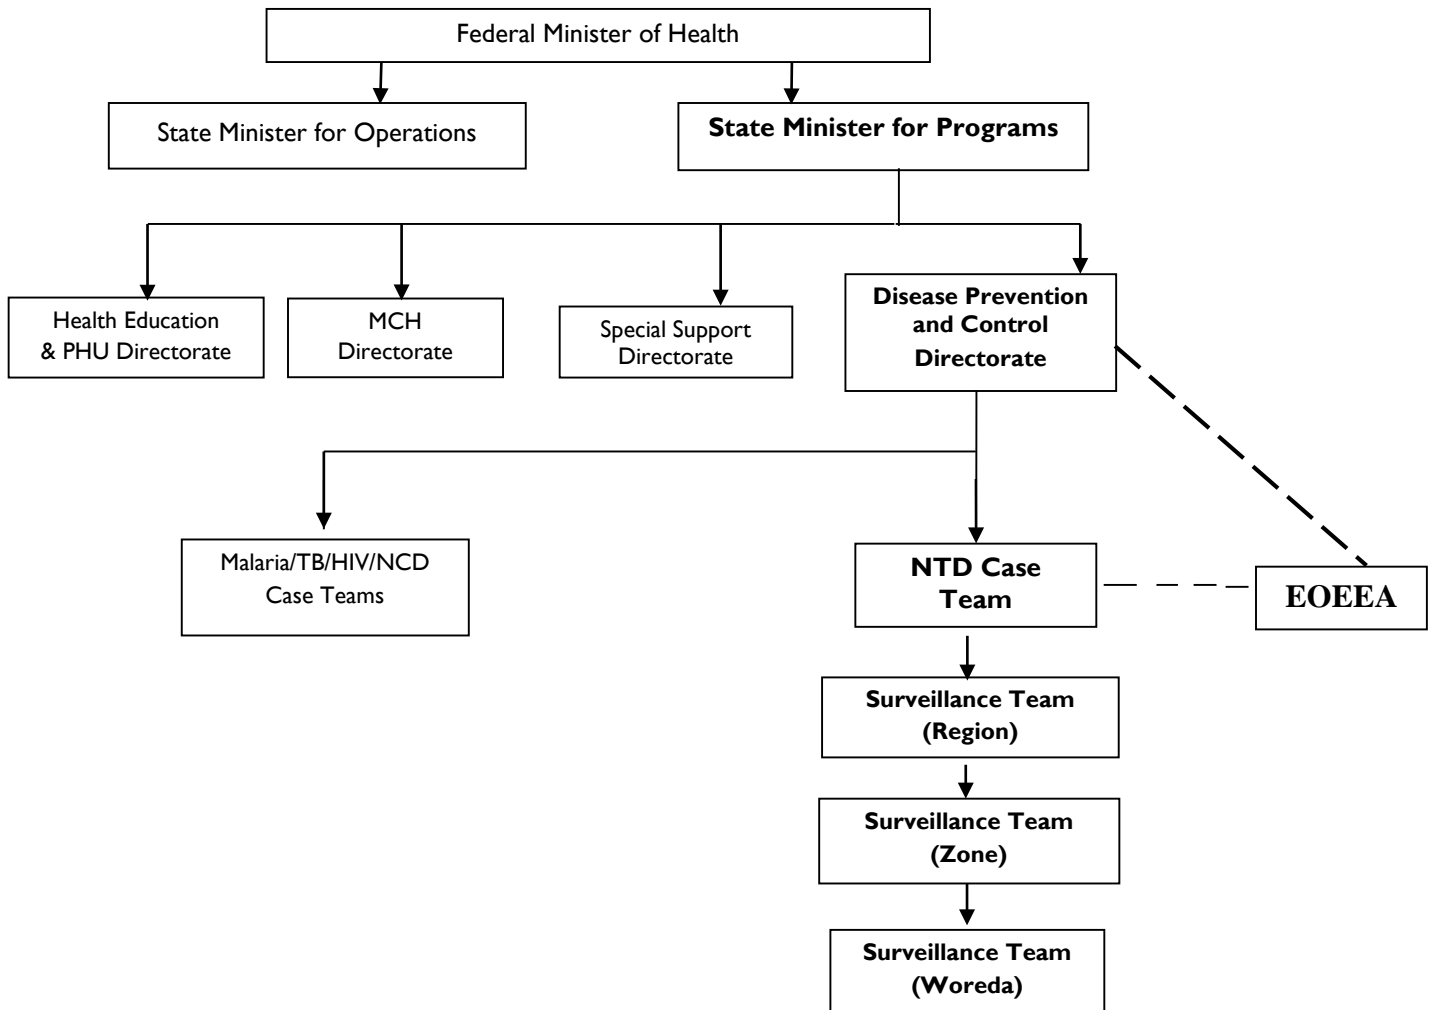 Federal Minister of Health
State Minister for Operations
State Minister for Programs
Health Education
& PHU Directorate
MCH
Directorate
Special Support
Directorate
Disease Prevention
and Control
Directorate
Malaria/TB/HIV/NCD
Case Teams
NTD Case
Team
EOEEA
Surveillance Team
(Region)
Surveillance Team
(Zone)
Surveillance Team
(Woreda)